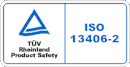 TÜV
Rheinland
Product Safety
ISO
13406-2